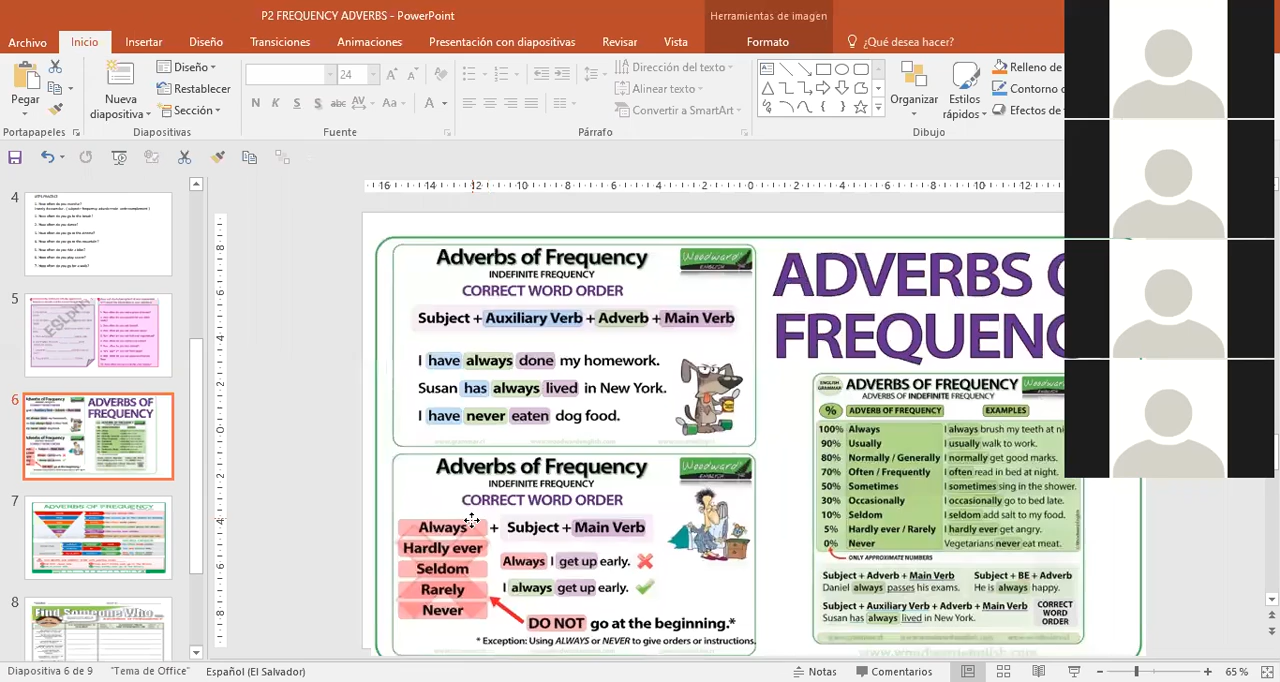 P2 FREQUENCY ADVERBS - PowerPoint
Herramientas de imagen
Archivo Inicio Insertar Diseño Transiciones Animaciones Presentación con diapositivas Revisar Vista Formato ¿Qué desea hacer?
Pegar
Nueva diapositiva
Diseño
Restablecer
Sección
24
Dirección del texto
Alinear texto
Convertir a SmartArt
Organizar
Estilos rápidos
Relleno de
Contorno
Efectos de
Portapapeles Diapositivas Fuente Párrafo Dibujo
4
5
6
7
8
Adverbs of Frequency
INDEFINITE FREQUENCY
CORRECT WORD ORDER
Woodward
ENGLISH
Subject + Auxiliary Verb + Adverb + Main Verb
I have always done my homework.
Susan has always lived in New York.
I have never eaten dog food.
Adverbs of Frequency
INDEFINITE FREQUENCY
CORRECT WORD ORDER
Woodward
ENGLISH
Always + Subject + Main Verb
Hardly ever
Seldom
Rarely
Never
Always I get up early.
I always get up early.
DO NOT go at the beginning.*
* Exception: Using ALWAYS or NEVER to give orders or instructions.
ADVERBS
FREQUENC
ENGLISH GRAMMAR
ADVERBS OF FREQUENCY
ADVERBS OF INDEFINITE FREQUENCY
% ADVERB OF FREQUENCY EXAMPLES
100% Always I always brush my teeth at
90% Usually I usually walk to work.
80% Normally / Generally I normally get good marks.
70% Often / Frequently I often read in bed at night.
50% Sometimes I sometimes sing in the shower.
30% Occasionally I occasionally go to bed late.
10% Seldom I seldom add salt to my food.
5% Hardly ever / Rarely I hardly ever get angry.
0% Never Vegetarians never eat meat.
ONLY APPROXIMATE NUMBERS
Subject + Adverb + Main Verb
Daniel always passes his exams.
Subject + BE + Adverb
He is always happy.
Subject + Auxiliary Verb + Adverb + Main Verb
Susan has always lived in New York.
CORRECT WORD ORDER
Diapositiva 6 de 9 "Tema de Office" Español (El Salvador) Notas Comentarios 65 %